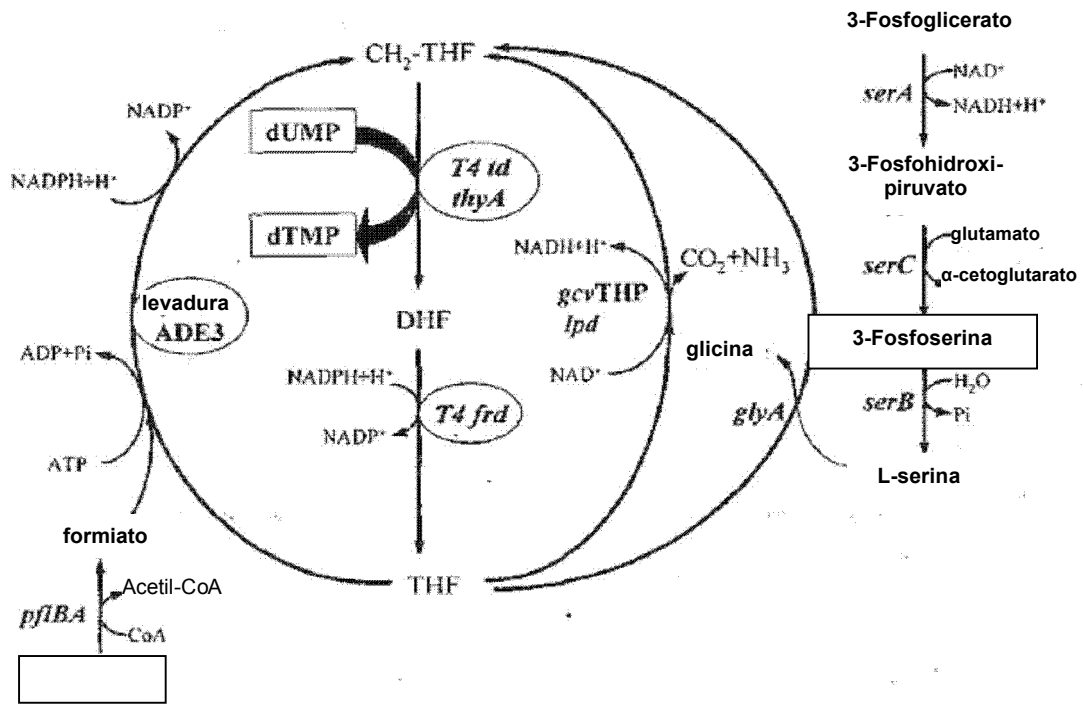 3-Fosfoglicerato
NAD⁺
serA
NADH+H⁺
3-Fosfohidroxi-
piruvato
glutamato
serC
α-cetoglutarato
3-Fosfoserina
H₂O
serB
Pi
L-serina
CH₂-THF
NADP⁺
dUMP
NADPH+H⁺
T4 td
thyA
dTMP
NADH+H⁺
CO₂+NH₃
levadura
ADE3
DHF
gcvTHP
lpd
glicina
ADP+Pi
NADPH+H⁺
NAD⁺
T4 frd
glyA
NADP⁺
ATP
formiato
THF
Acetil-CoA
pflBA
CoA